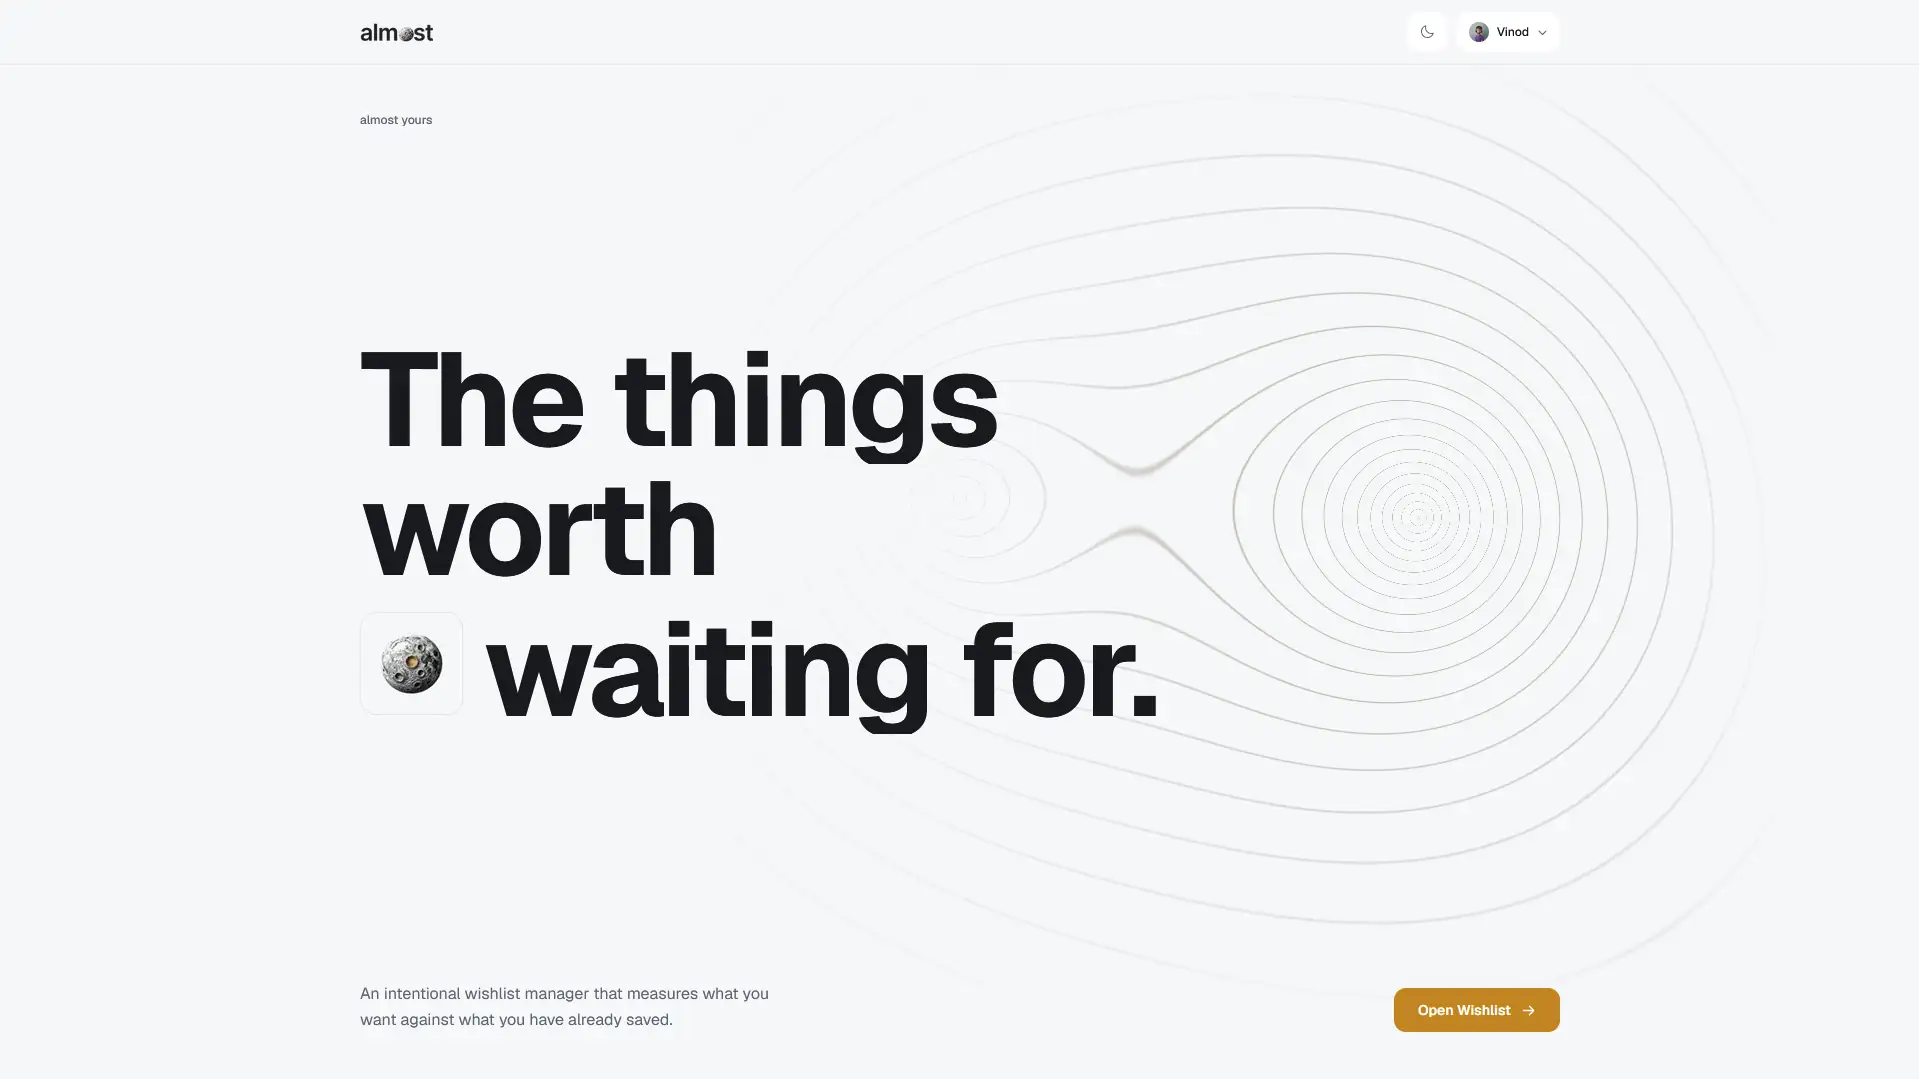 almost
Vinod
almost yours
The things
worth
waiting for.
An intentional wishlist manager that measures what you
want against what you have already saved.
Open Wishlist →